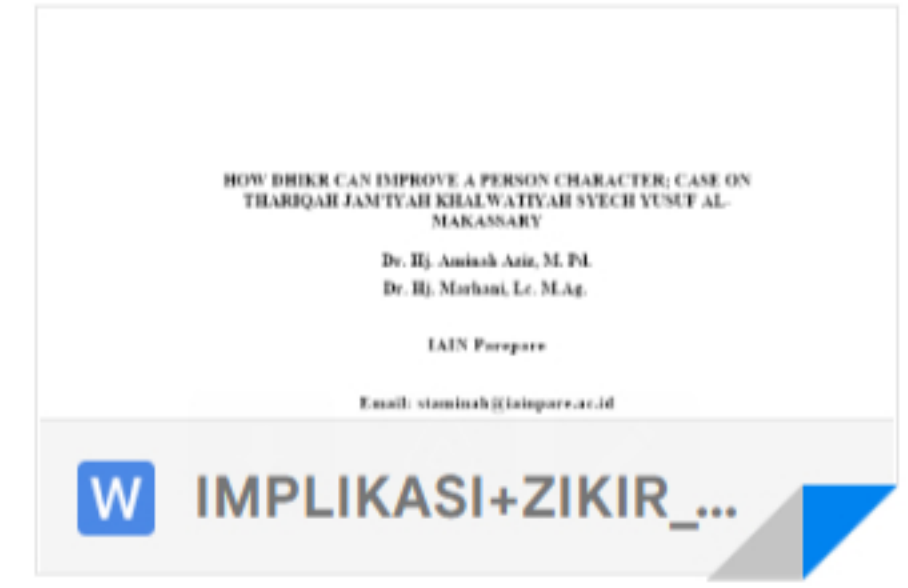 HOW DHIKR CAN IMPROVE A PERSON CHARACTER; CASE ON
THARIQAH JAM'IYAH KHALWATIYAH SYECH YUSUF AL-
MAKASSARY
Dr. Hj. Aminah Aziz, M. Pd.
Dr. Hj. Marhani, Lc. M.Ag.
IAIN Parepare
Email: staminah@iainpare.ac.id
W IMPLIKASI+ZIKIR_...